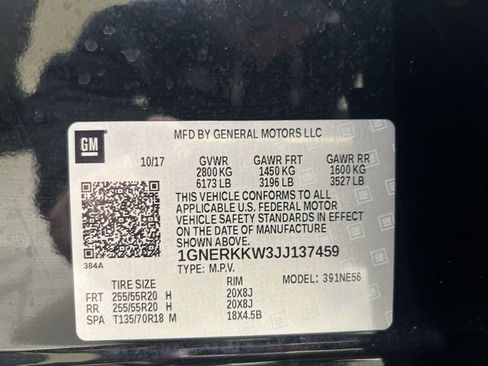 GM
MFD BY GENERAL MOTORS LLC
10/17 GVWR GAWR FRT GAWR RR
2800 KG 1450 KG 1600 KG
6173 LB 3196 LB 3527 LB
THIS VEHICLE CONFORMS TO ALL
APPLICABLE U.S. FEDERAL MOTOR
VEHICLE SAFETY STANDARDS IN EFFECT
ON THE DATE OF MANUFACTURE
SHOWN ABOVE.
1GNERKKW3JJ137459
384A TYPE: M.P.V. MODEL: 391NE56
TIRE SIZE RIM
FRT 255/55R20 H 20X8J
RR 255/55R20 H 20X8J
SPA T135/70R18 M 18X4.5B